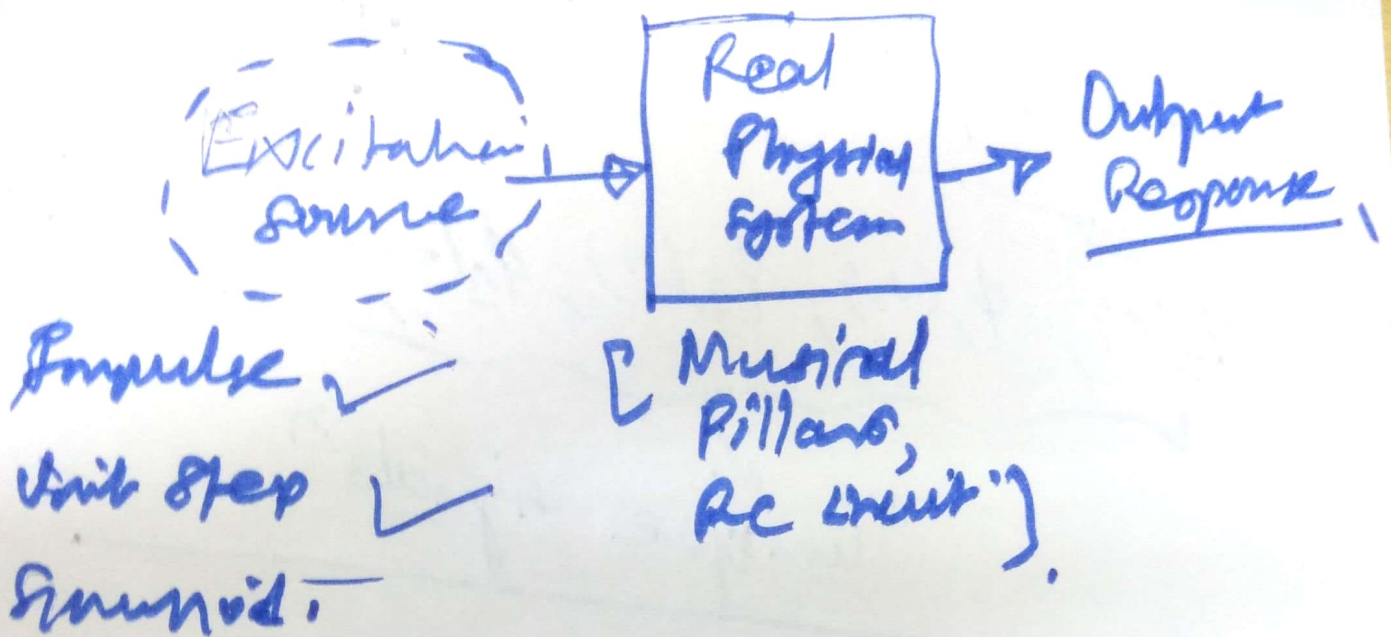 Excitation
source
Real
Physical
system
Output
Response
Impulse
Unit Step
Sinusoid.
[Musical
Pillars,
RC circuit].